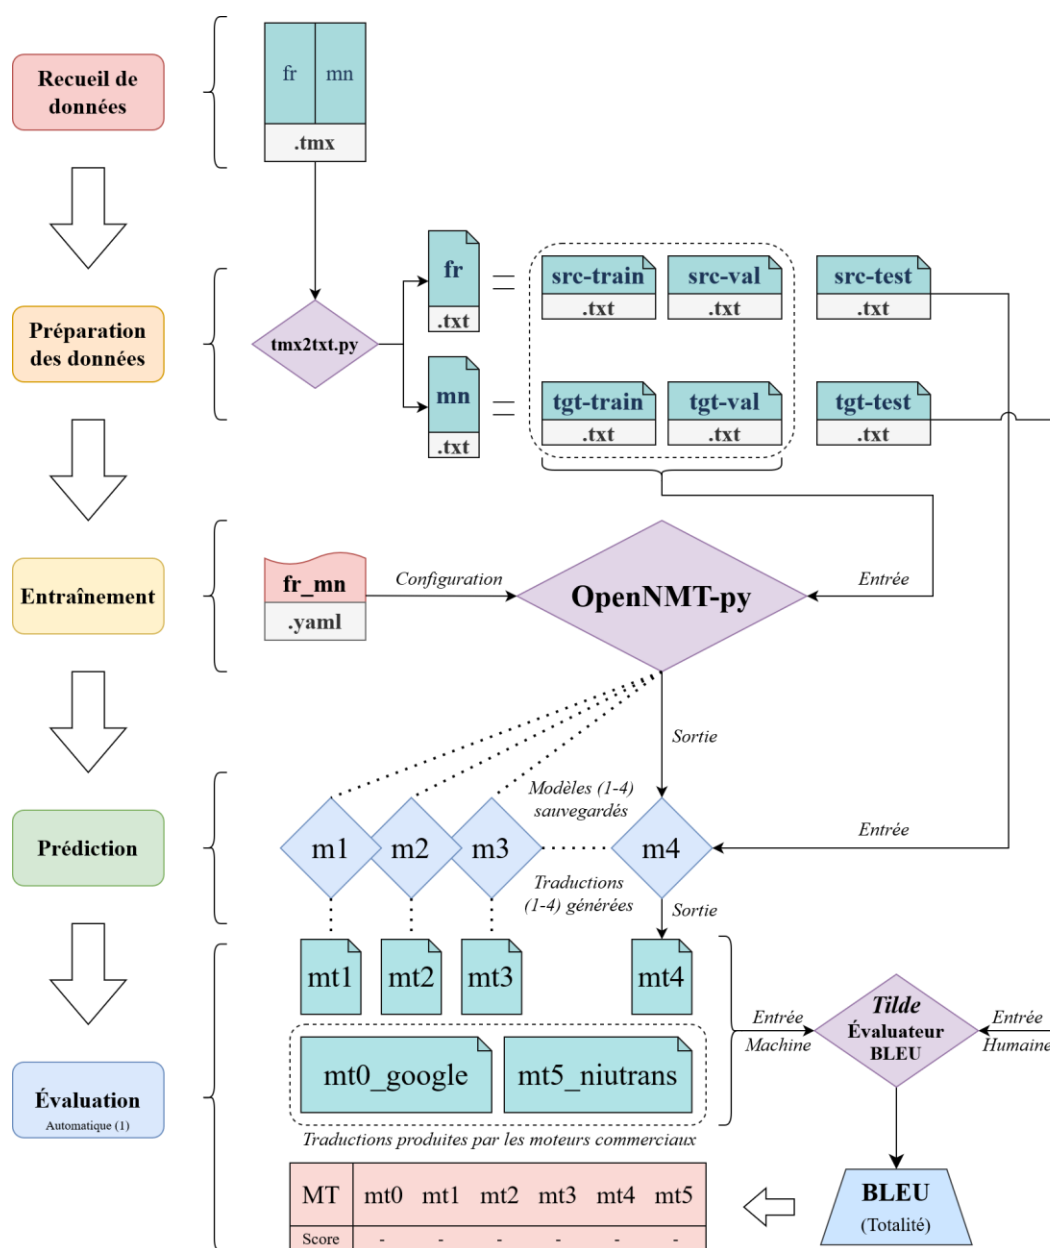 Recueil de
données
fr
mn
.tmx
Préparation
des données
tmx2txt.py
fr
.txt
mn
.txt
src-train
.txt
src-val
.txt
src-test
.txt
tgt-train
.txt
tgt-val
.txt
tgt-test
.txt
Entraînement
fr_mn
.yaml
Configuration
OpenNMT-py
Entrée
Sortie
Prédiction
Modèles (1-4)
sauvegardés
m1
m2
m3
m4
Entrée
Traductions
(1-4) générées
Sortie
Évaluation
Automatique (1)
mt1
mt2
mt3
mt4
mt0_google
mt5_niutrans
Traductions produites par les moteurs commerciaux
Entrée
Machine
Tilde
Évaluateur
BLEU
Entrée
Humaine
BLEU
(Totalité)
MT mt0 mt1 mt2 mt3 mt4 mt5
Score - - - - - -